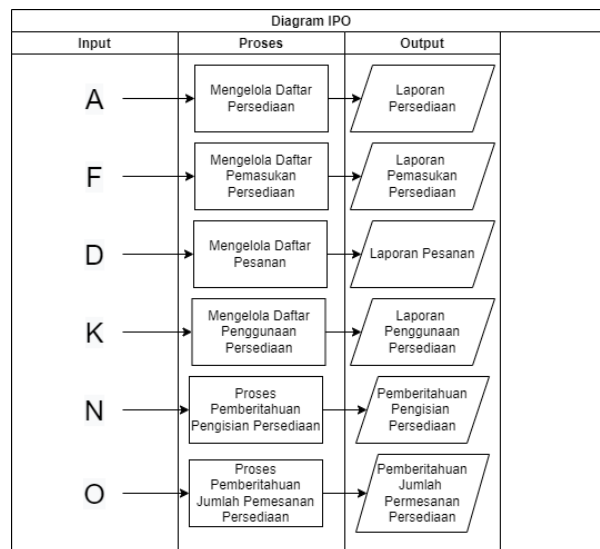 Diagram IPO
Input
Proses
Output
A
Mengelola Daftar
Persediaan
Laporan
Persediaan
F
Mengelola Daftar
Pemasukan
Persediaan
Laporan
Pemasukan
Persediaan
D
Mengelola Daftar
Pesanan
Laporan Pesanan
K
Mengelola Daftar
Penggunaan
Persediaan
Laporan
Penggunaan
Persediaan
N
Proses
Pemberitahuan
Pengisian Persediaan
Pemberitahuan
Pengisian
Persediaan
O
Proses
Pemberitahuan
Jumlah Pemesanan
Persediaan
Pemberitahuan
Jumlah
Permesanan
Persediaan